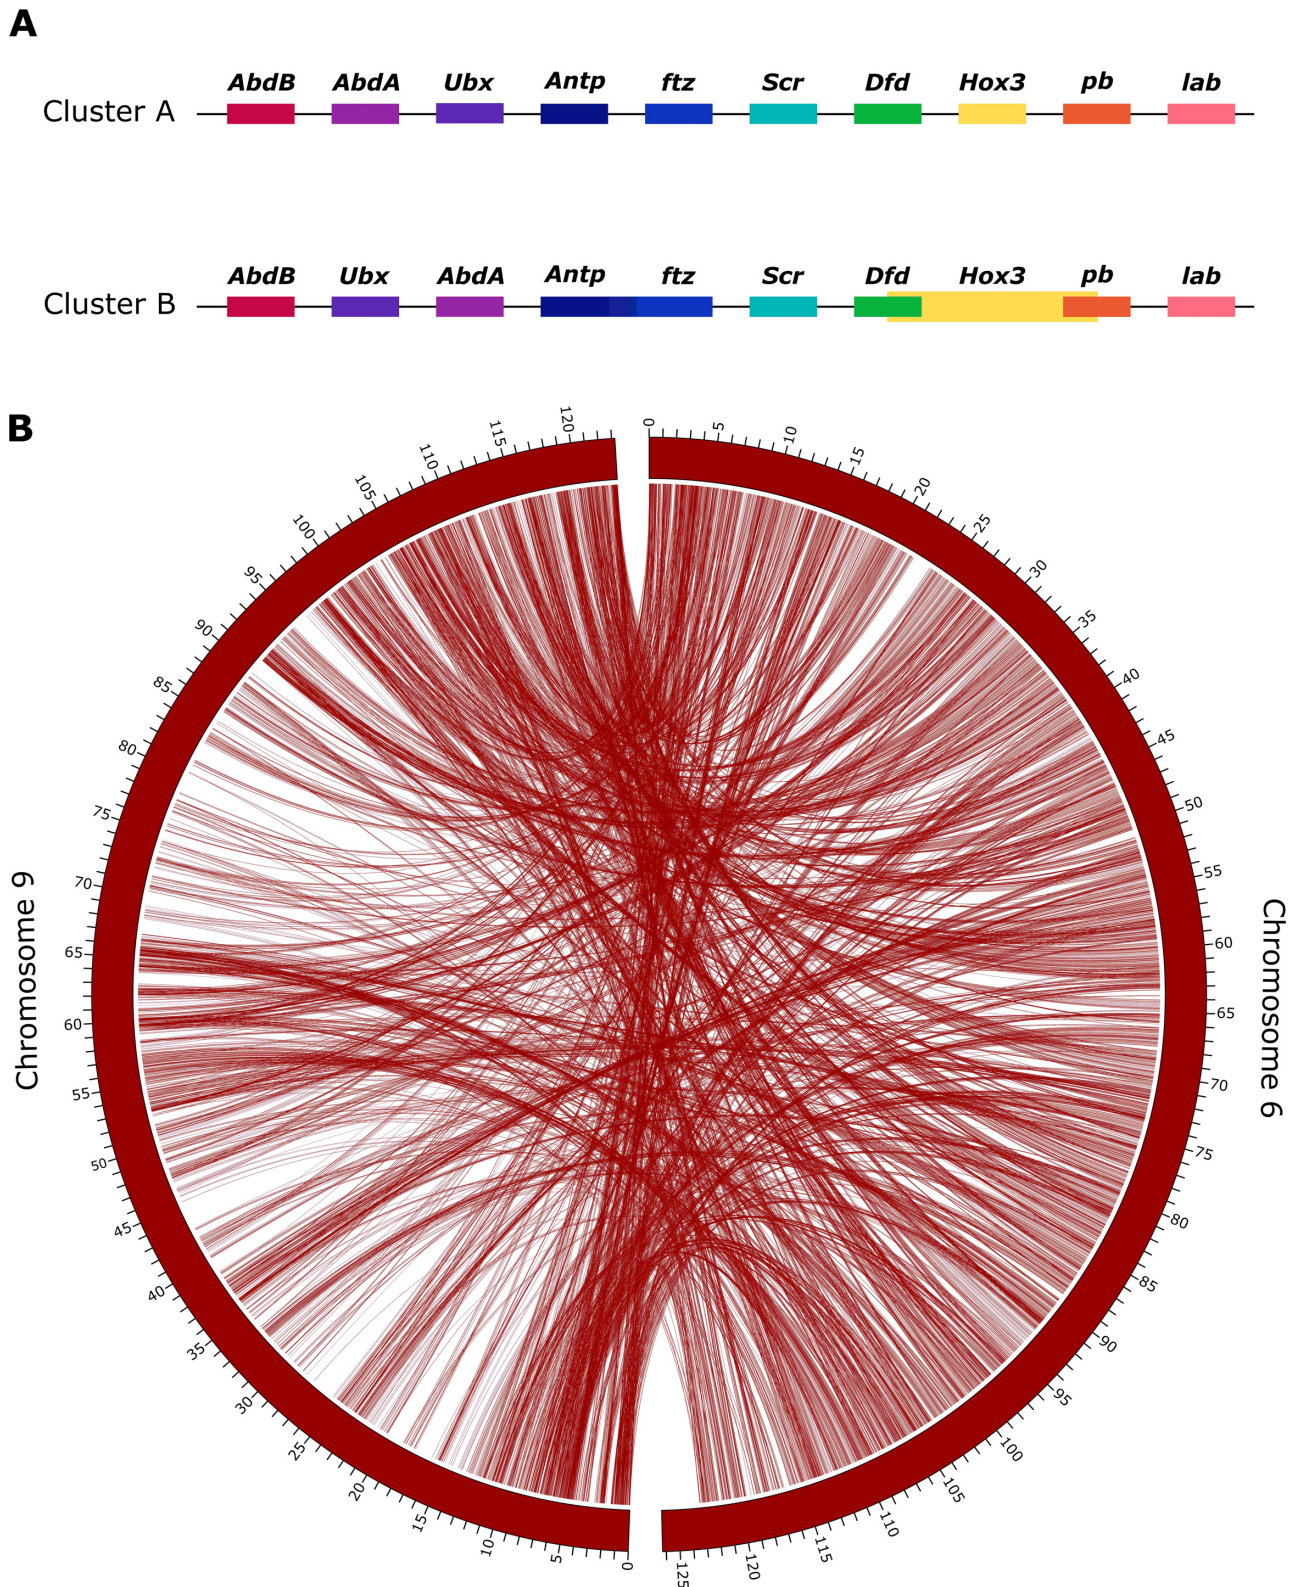 A
AbdB AbdA Ubx Antp ftz Scr Dfd Hox3 pb lab
Cluster A
AbdB Ubx AbdA Antp ftz Scr Dfd Hox3 pb lab
Cluster B
B
0 5 10 15 20 25 30 35 40 45 50 55 60 65 70 75 80 85 90 95 100 105 110 115 120 125
Chromosome 6
0 5 10 15 20 25 30 35 40 45 50 55 60 65 70 75 80 85 90 95 100 105 110 115 120
Chromosome 9